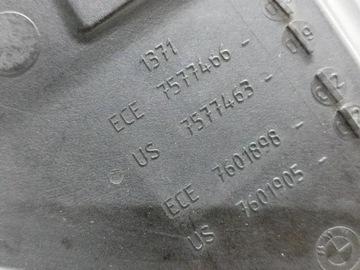 1371
ECE 7577466 -
US 7577463 -
ECE 7601898 -
US 7601905 -